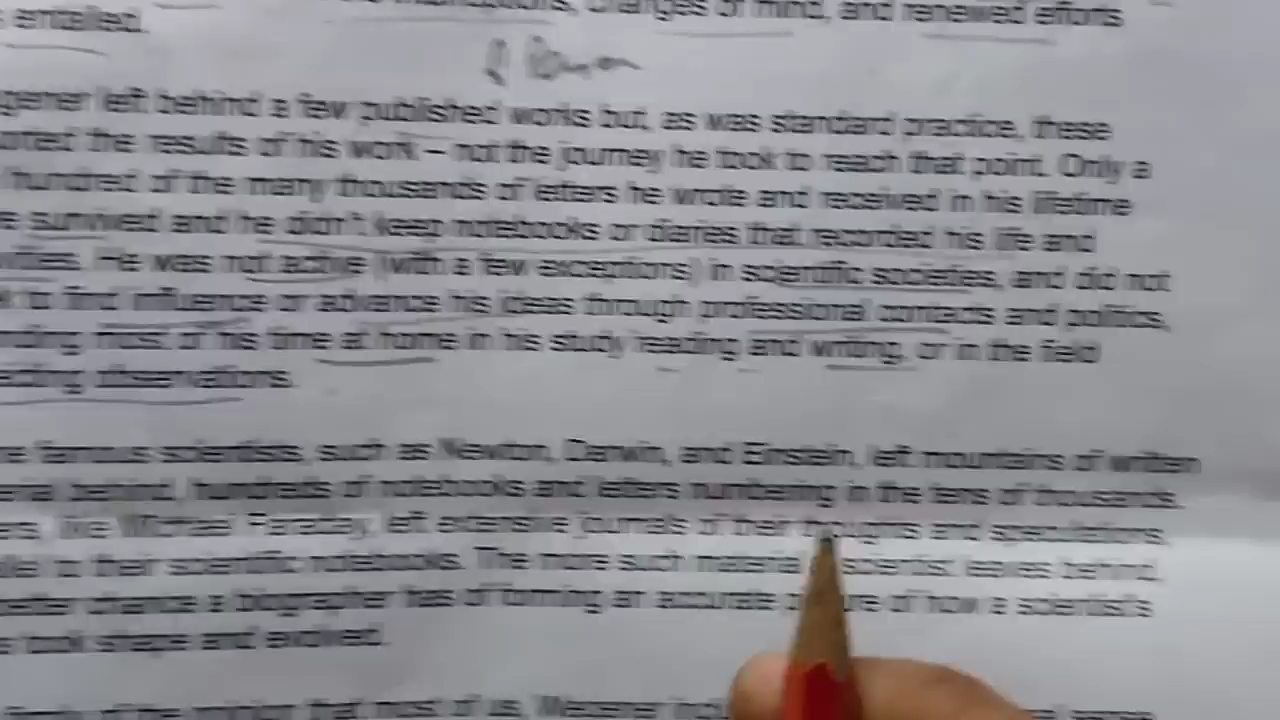 changes of mind, and renewed efforts
entailed.
left behind a few published works but, as was standard practice, these
the results of his work – not the journey he took to reach that point. Only a
hundred of the many thousands of letters he wrote and received in his lifetime
survived and he didn't keep notebooks or diaries that recorded his life and
He was not active (with a few exceptions) in scientific societies, and did not
to find influence or advance his ideas through professional contacts and politics,
most of his time at home in his study reading and writing, or in the field
observations.
famous scientists, such as Newton, Darwin, and Einstein, left mountains of written
behind, hundreds of notebooks and letters numbering in the tens of thousands.
like Michael Faraday, left extensive journals of their thoughts and speculations,
to their scientific notebooks. The more such material scientist leaves behind,
chance a biographer has of forming an accurate of how a scientist's
took shape and evolved.
of us, Wegener